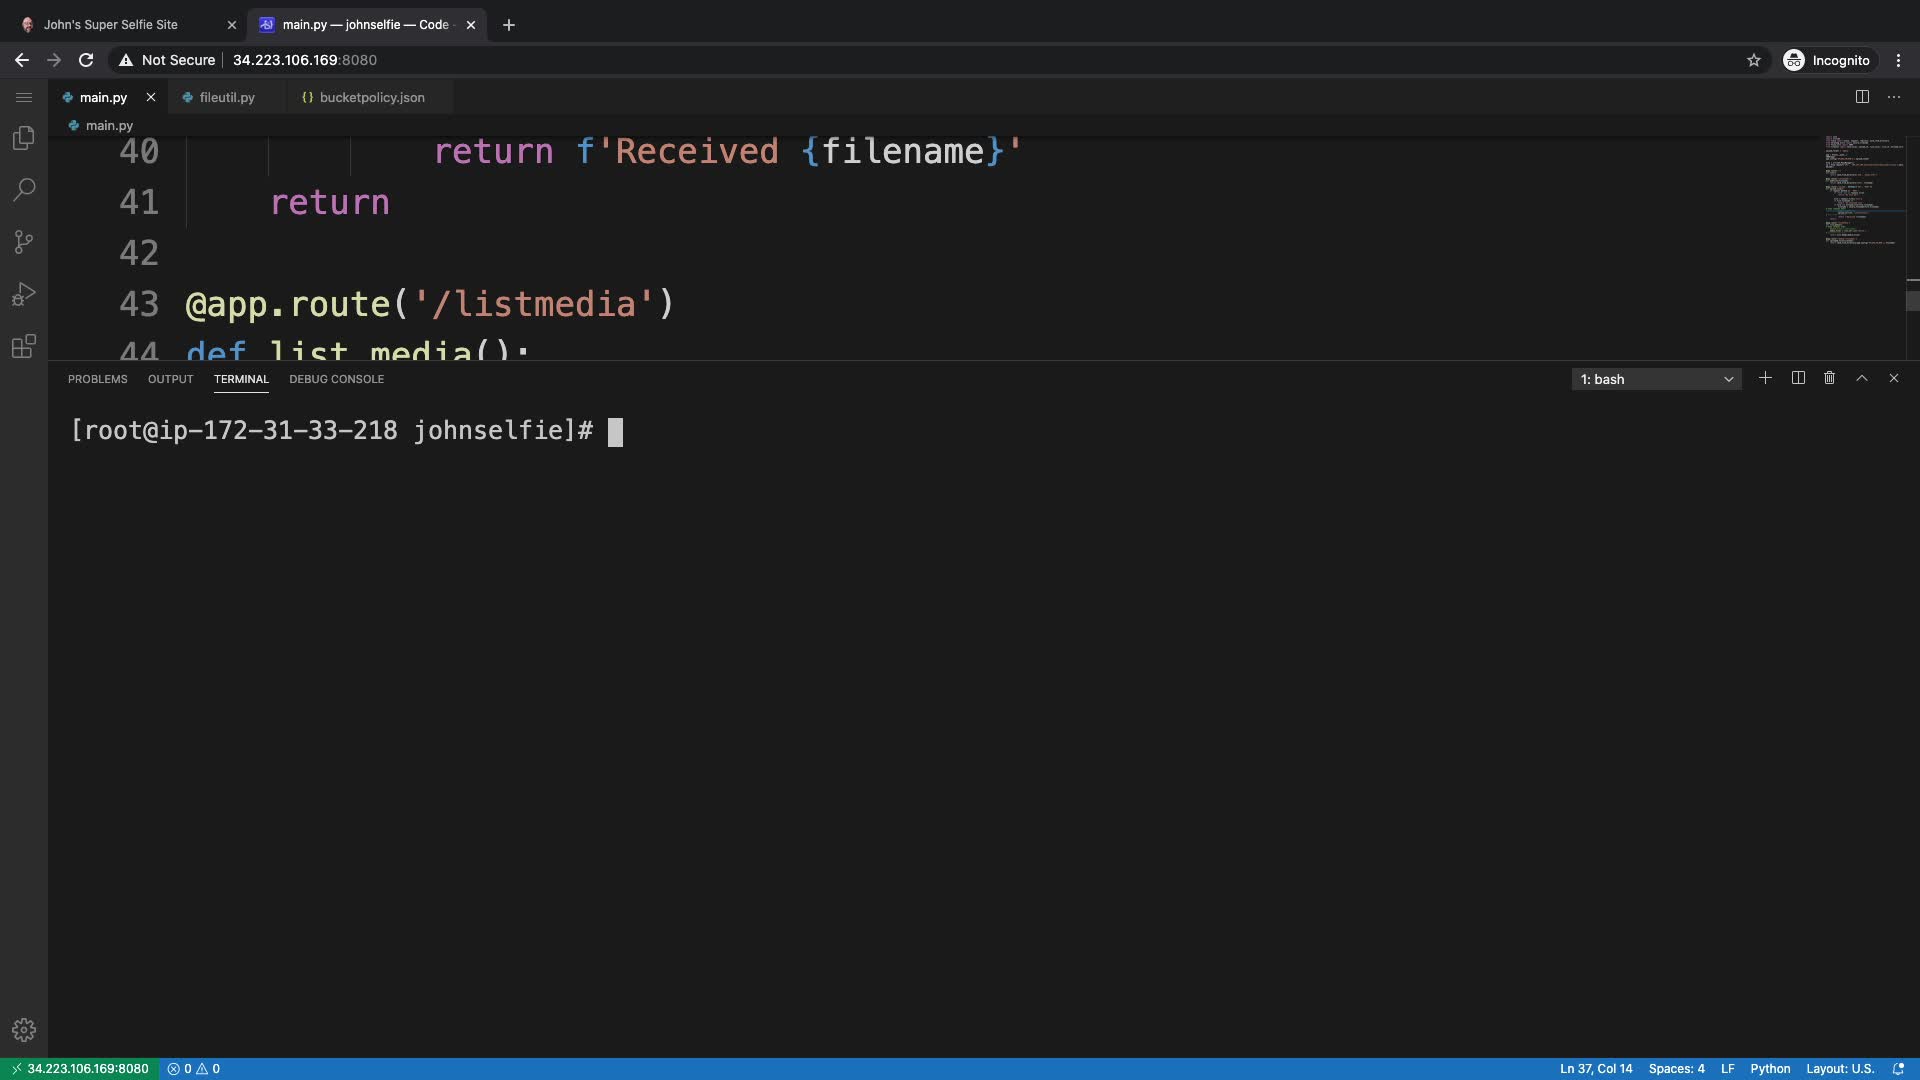 John's Super Selfie Site
main.py — johnselfie — Code -
Not Secure 34.223.106.169:8080
Incognito
main.py
fileutil.py
{} bucketpolicy.json
main.py
40 return f'Received {filename}'
41 return
42
43 @app.route('/listmedia')
44 def list_media():
PROBLEMS OUTPUT TERMINAL DEBUG CONSOLE
1: bash
[root@ip-172-31-33-218 johnselfie]#
34.223.106.169:8080 0 0
Ln 37, Col 14 Spaces: 4 LF Python Layout: U.S.